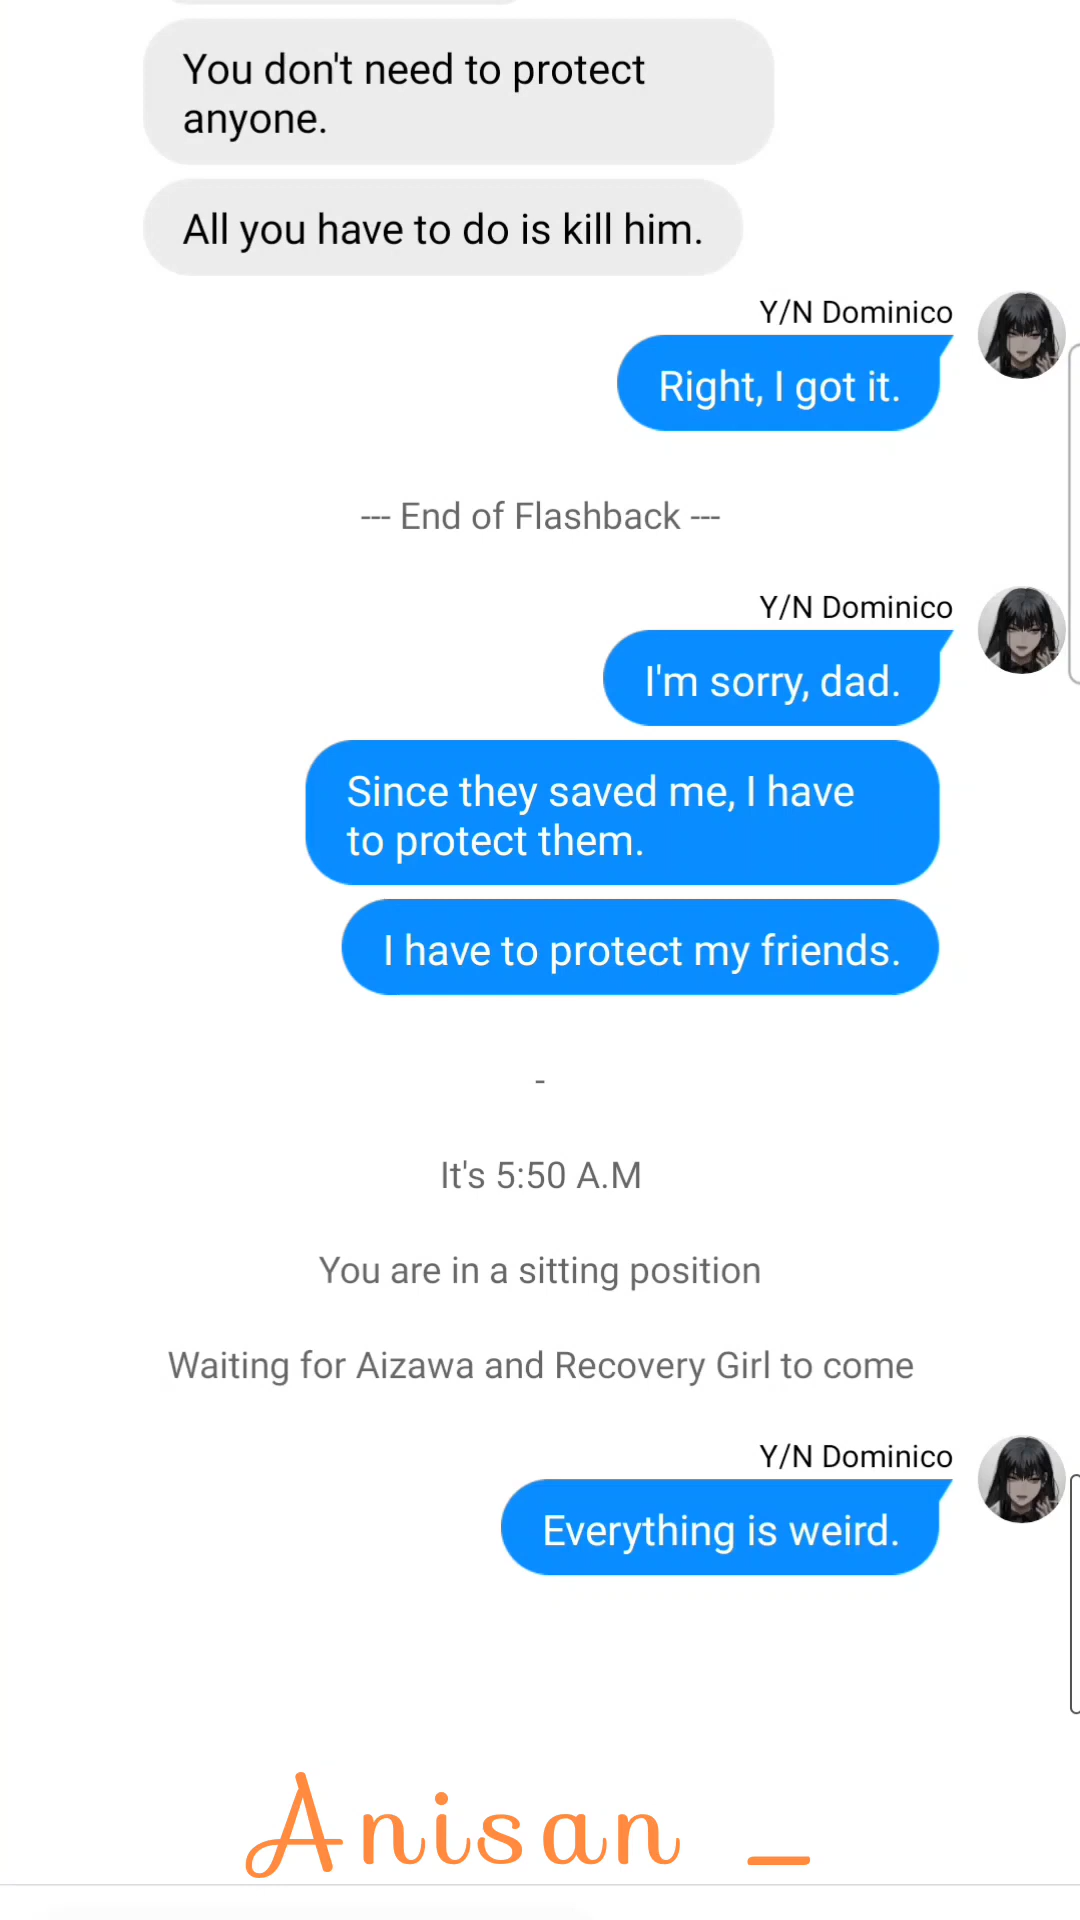 You don't need to protect
anyone.
All you have to do is kill him.
Y/N Dominico
Right, I got it.
--- End of Flashback ---
Y/N Dominico
I'm sorry, dad.
Since they saved me, I have
to protect them.
I have to protect my friends.
-
It's 5:50 A.M
You are in a sitting position
Waiting for Aizawa and Recovery Girl to come
Y/N Dominico
Everything is weird.
Anisan _